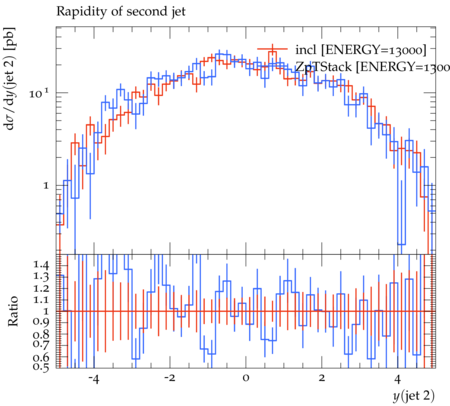 Rapidity of second jet
dσ/dy(jet 2) [pb]
incl [ENERGY=13000]
ZpTStack [ENERGY=1300
10 1
1
Ratio
1.4
1.3
1.2
1.1
1
0.9
0.8
0.7
0.6
0.5
-4 -2 0 2 4
y(jet 2)